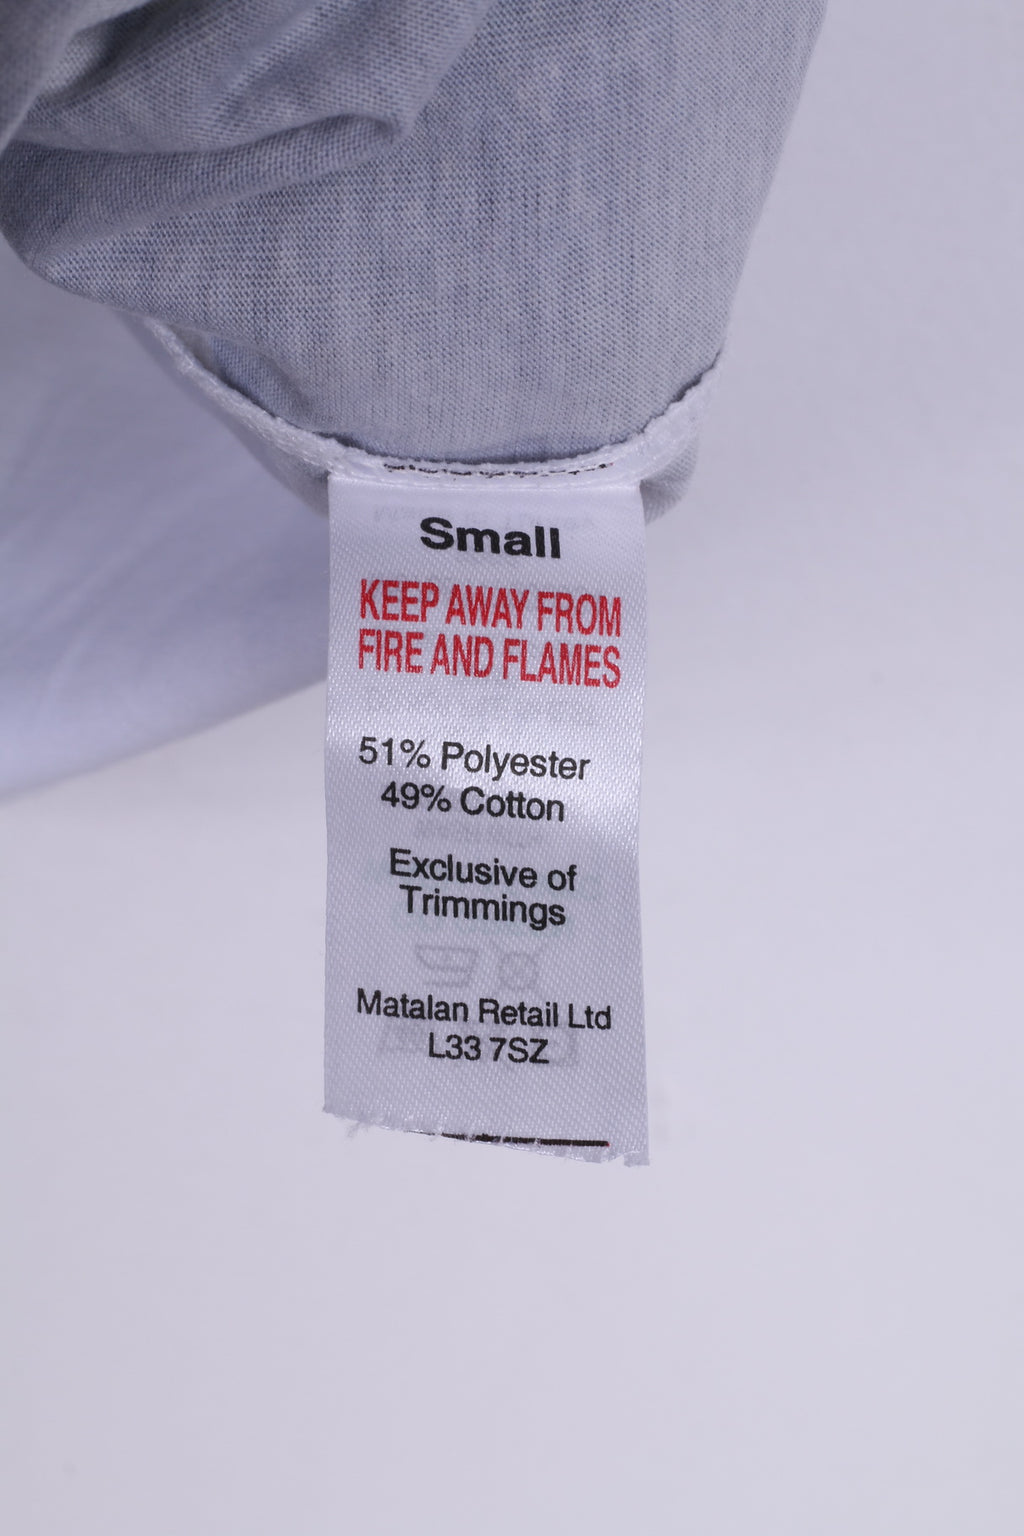 Small
KEEP AWAY FROM
FIRE AND FLAMES
51% Polyester
49% Cotton
Exclusive of
Trimmings
Matalan Retail Ltd
L33 7SZ